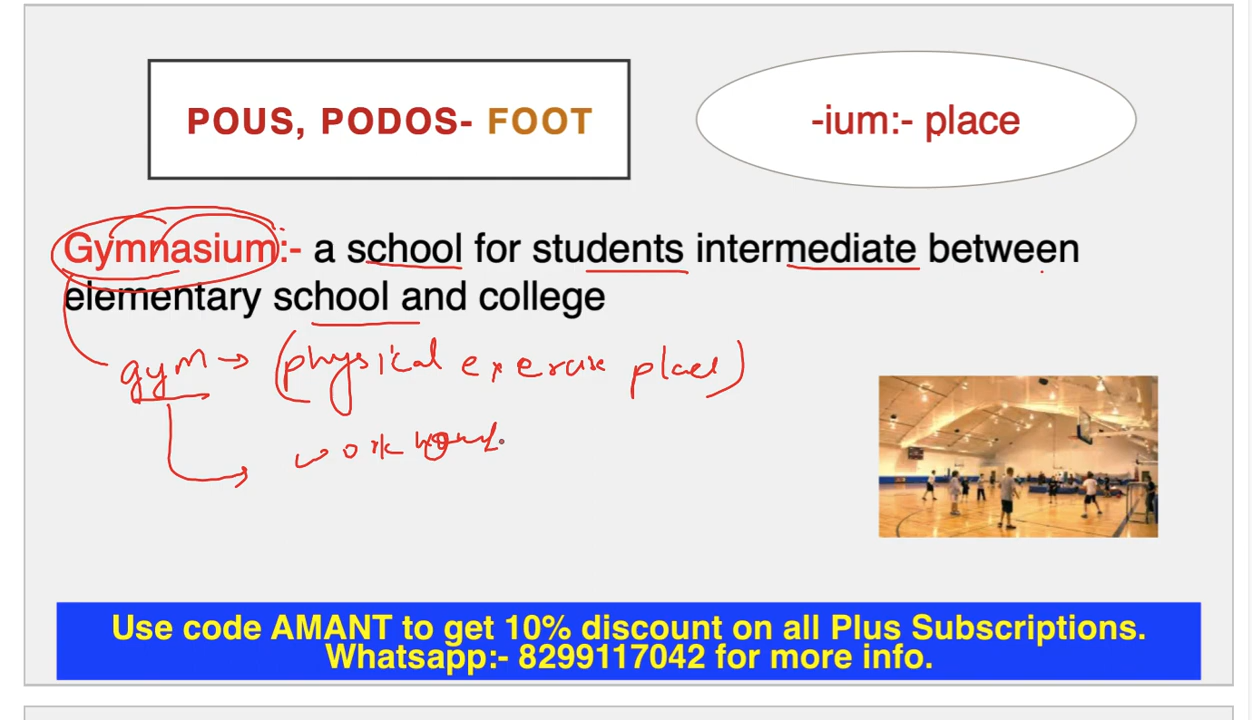 POUS, PODOS- FOOT
-ium:- place
Gymnasium:- a school for students intermediate between
elementary school and college
gym → (physical exercise place)
work
Use code AMANT to get 10% discount on all Plus Subscriptions.
Whatsapp:- 8299117042 for more info.